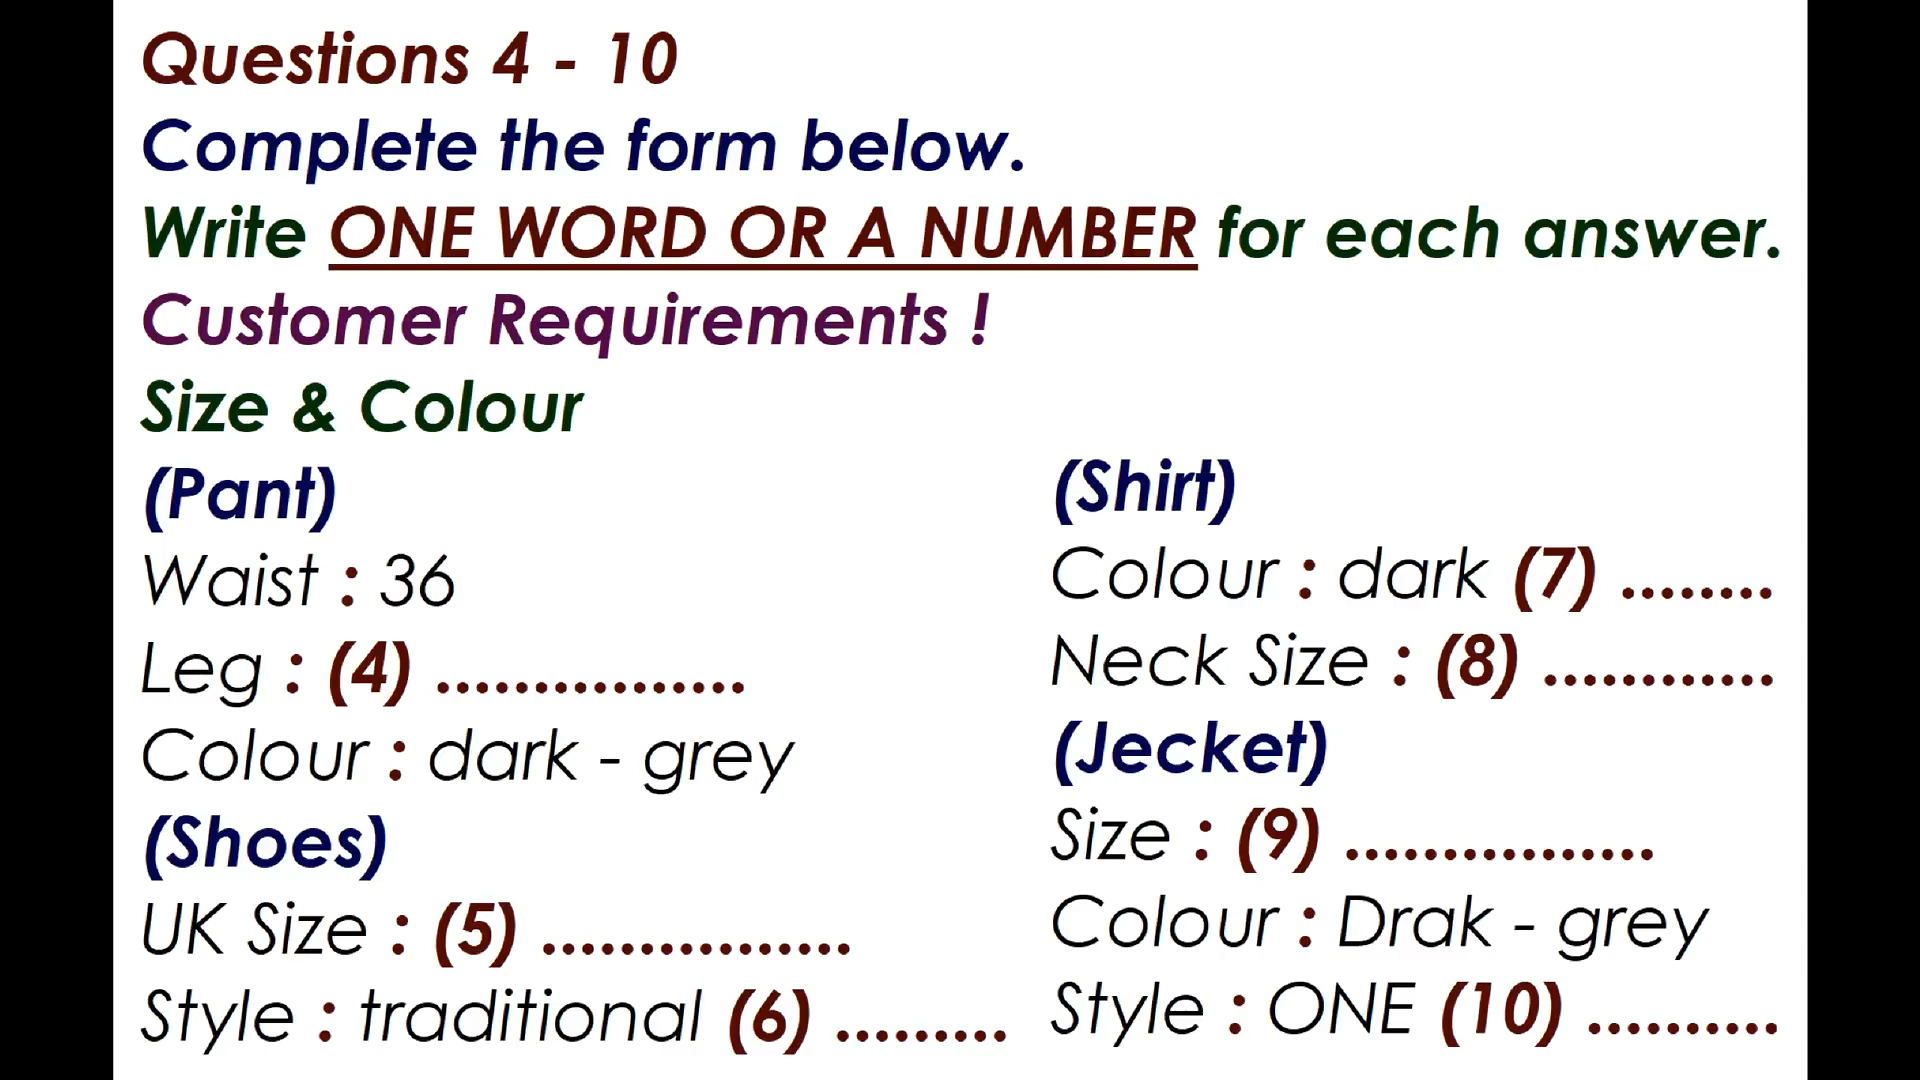 Questions 4 - 10
Complete the form below.
Write ONE WORD OR A NUMBER for each answer.
Customer Requirements !
Size & Colour
(Pant)
Waist : 36
Leg : (4) ................
Colour : dark - grey
(Shoes)
UK Size : (5) ................
Style : traditional (6) .........
(Shirt)
Colour : dark (7) ........
Neck Size : (8) ............
(Jecket)
Size : (9) ................
Colour : Drak - grey
Style : ONE (10) ..........